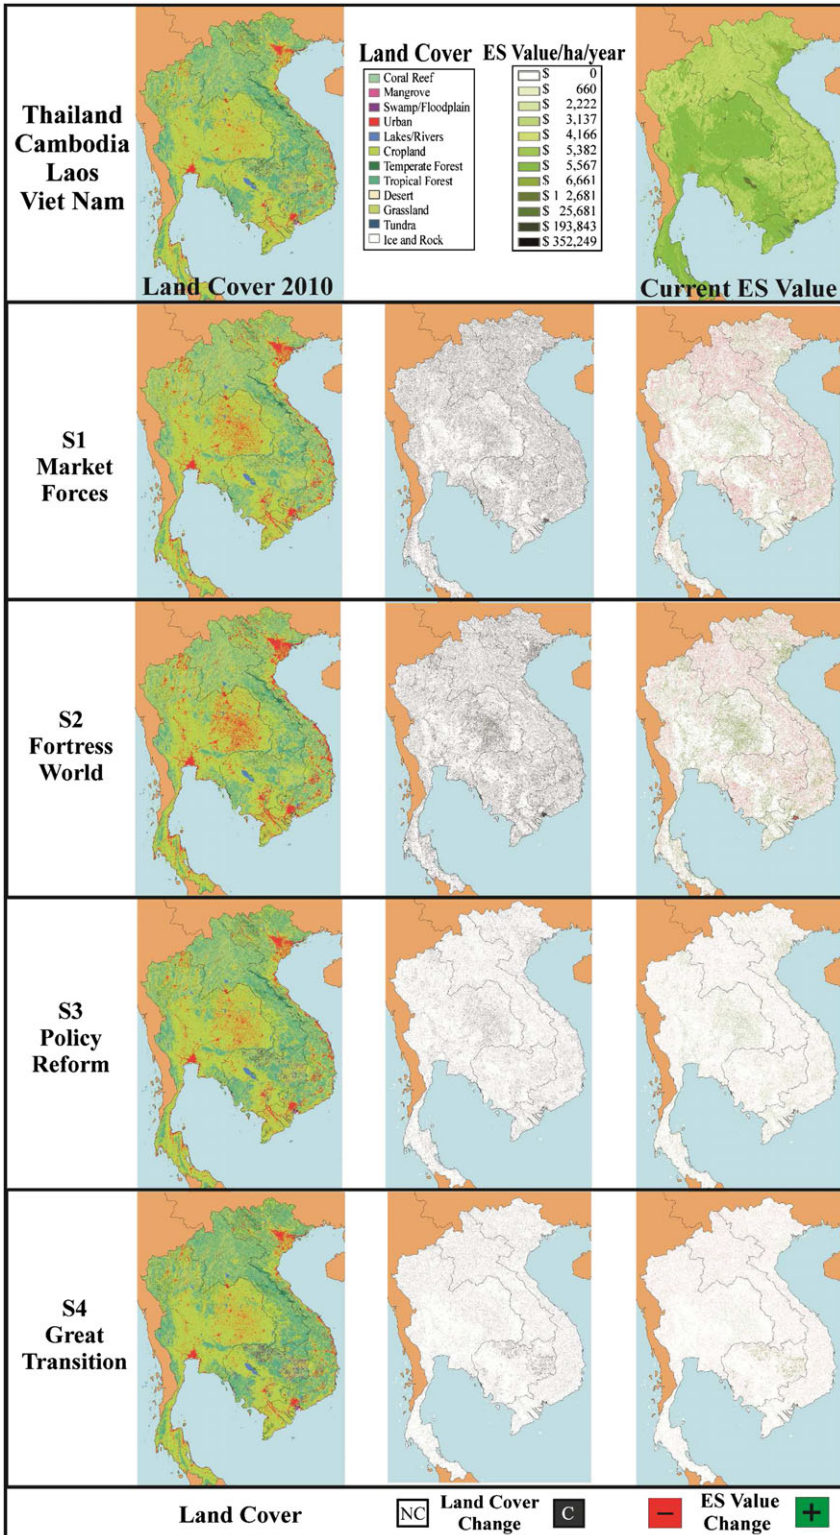 Thailand
Cambodia
Laos
Viet Nam
Land Cover 2010
Land Cover
Coral Reef
Mangrove
Swamp/Floodplain
Urban
Lakes/Rivers
Cropland
Temperate Forest
Tropical Forest
Desert
Grassland
Tundra
Ice and Rock
ES Value/ha/year
$ 0
$ 660
$ 2,222
$ 3,137
$ 4,166
$ 5,382
$ 5,567
$ 6,661
$ 1 2,681
$ 25,681
$ 193,843
$ 352,249
Current ES Value
S1
Market
Forces
S2
Fortress
World
S3
Policy
Reform
S4
Great
Transition
Land Cover
NC
Land Cover
Change
C
−
ES Value
Change
+